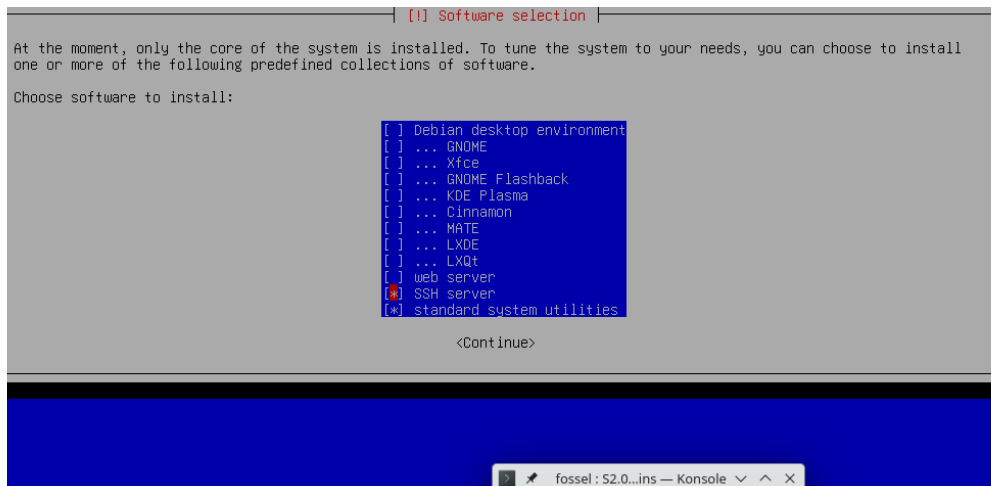 [!] Software selection
At the moment, only the core of the system is installed. To tune the system to your needs, you can choose to install
one or more of the following predefined collections of software.
Choose software to install:
[ ] Debian desktop environment
[ ] ... GNOME
[ ] ... Xfce
[ ] ... GNOME Flashback
[ ] ... KDE Plasma
[ ] ... Cinnamon
[ ] ... MATE
[ ] ... LXDE
[ ] ... LXQt
[ ] web server
[*] SSH server
[*] standard system utilities
<Continue>
fossel : S2.0...ins — Konsole